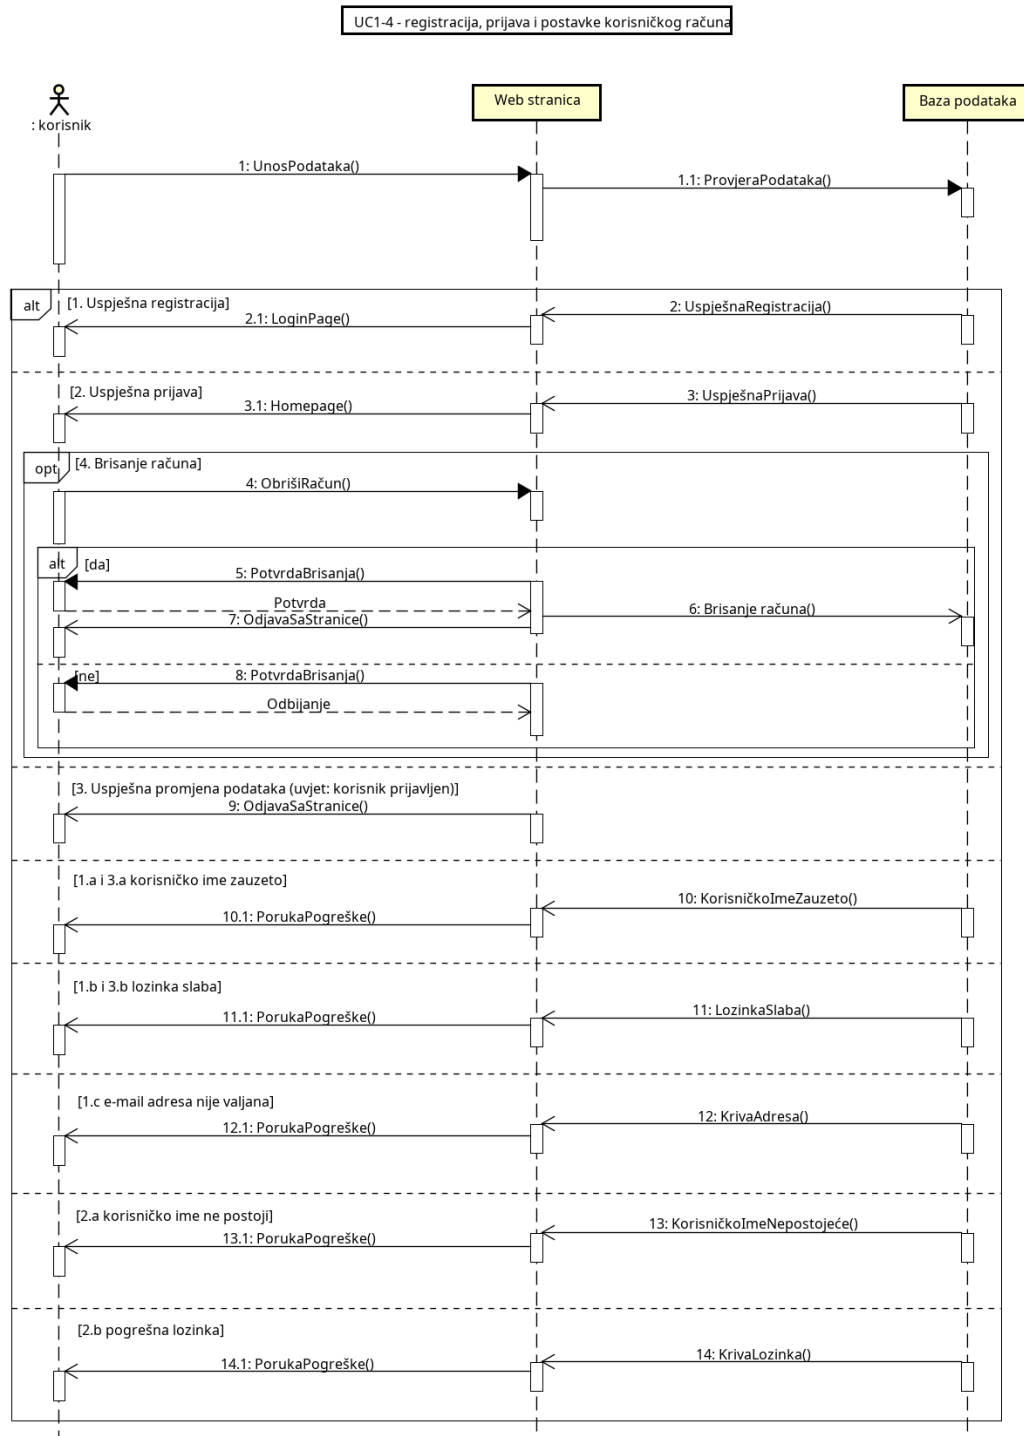 UC1-4 - registracija, prijava i postavke korisničkog računa
: korisnik
Web stranica
Baza podataka
1: UnosPodataka()
1.1: ProvjeraPodataka()
alt
[1. Uspješna registracija]
2: UspješnaRegistracija()
2.1: LoginPage()
[2. Uspješna prijava]
3: UspješnaPrijava()
3.1: Homepage()
opt
[4. Brisanje računa]
4: ObrišiRačun()
alt
[da]
5: PotvrdaBrisanja()
Potvrda
6: Brisanje računa()
7: OdjavaSaStranice()
[ne]
8: PotvrdaBrisanja()
Odbijanje
[3. Uspješna promjena podataka (uvjet: korisnik prijavljen)]
9: OdjavaSaStranice()
[1.a i 3.a korisničko ime zauzeto]
10: KorisničkoImeZauzeto()
10.1: PorukaPogreške()
[1.b i 3.b lozinka slaba]
11: LozinkaSlaba()
11.1: PorukaPogreške()
[1.c e-mail adresa nije valjana]
12: KrivaAdresa()
12.1: PorukaPogreške()
[2.a korisničko ime ne postoji]
13: KorisničkoImeNepostojeće()
13.1: PorukaPogreške()
[2.b pogrešna lozinka]
14: KrivaLozinka()
14.1: PorukaPogreške()